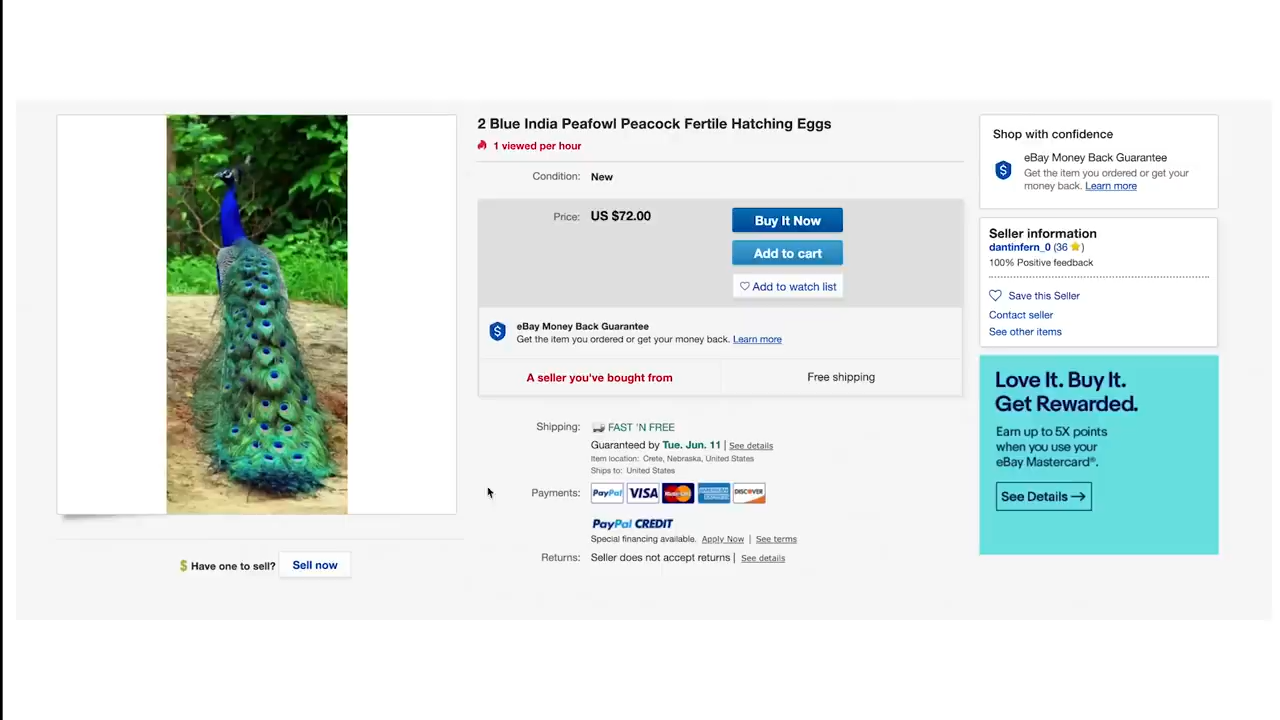 2 Blue India Peafowl Peacock Fertile Hatching Eggs
1 viewed per hour
Condition: New
Price: US $72.00
Buy It Now
Add to cart
Add to watch list
$
eBay Money Back Guarantee
Get the item you ordered or get your money back. Learn more
A seller you've bought from
Free shipping
Shipping: FAST 'N FREE
Guaranteed by Tue. Jun. 11 | See details
Item location: Crete, Nebraska, United States
Ships to: United States
Payments: PayPal VISA MasterCard AMERICAN EXPRESS DISCOVER
PayPal CREDIT
Special financing available. Apply Now | See terms
Returns: Seller does not accept returns | See details
$ Have one to sell? Sell now
Shop with confidence
$
eBay Money Back Guarantee
Get the item you ordered or get your
money back. Learn more
Seller information
dantinfern_0 (36 )
100% Positive feedback
Save this Seller
Contact seller
See other items
Love It. Buy It.
Get Rewarded.
Earn up to 5X points
when you use your
eBay Mastercard®.
See Details →